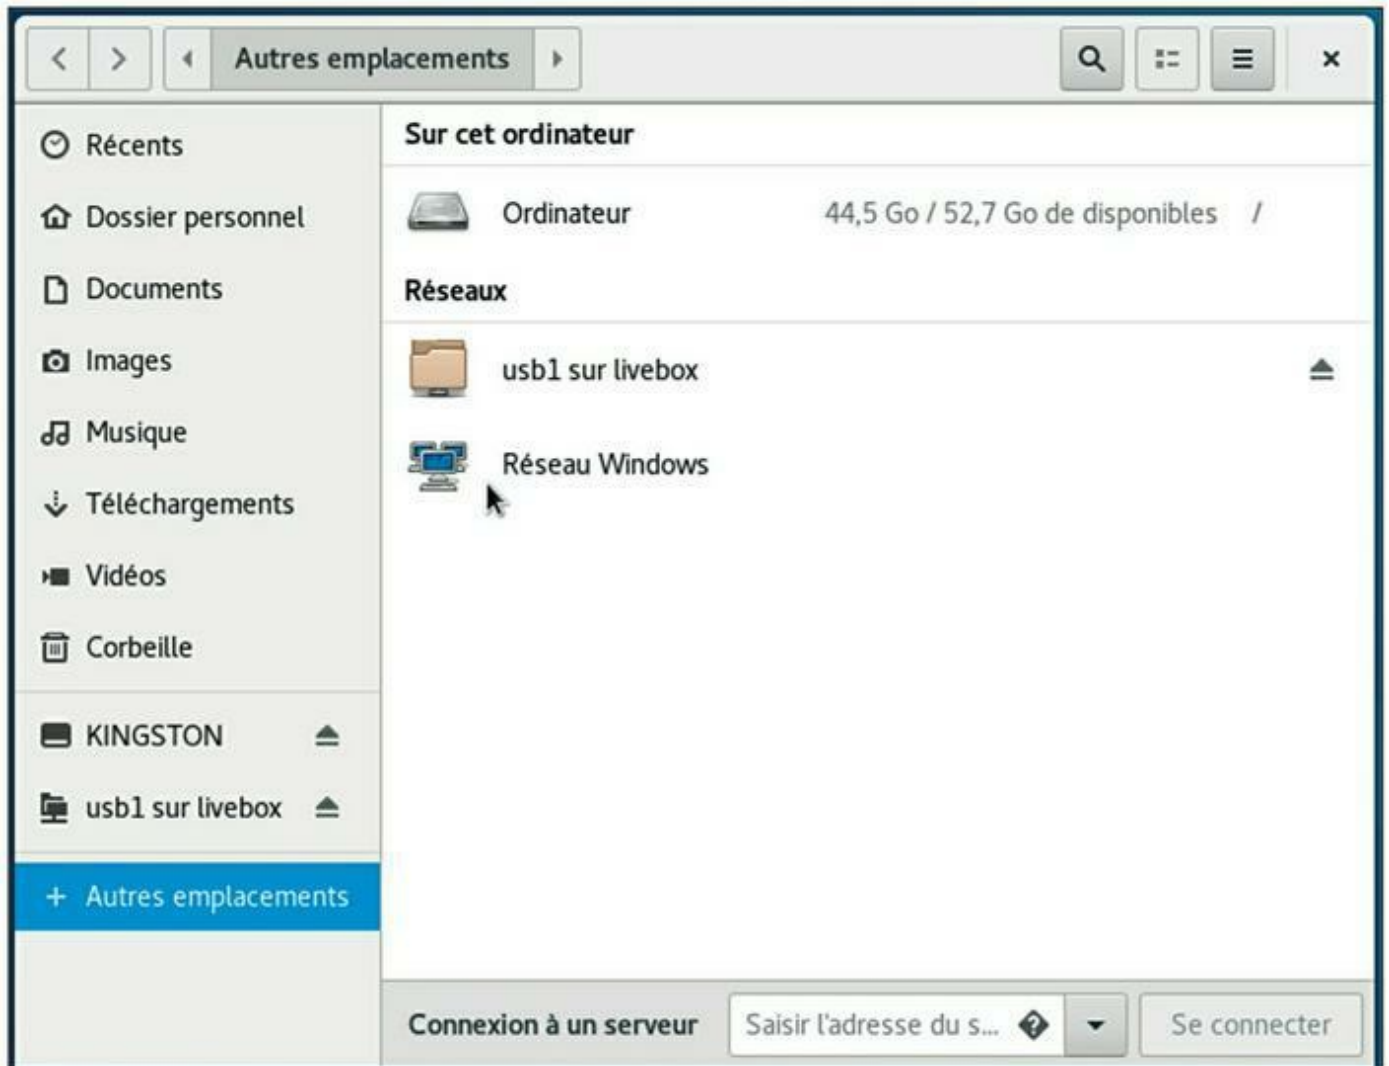 Autres emplacements
Récents
Dossier personnel
Documents
Images
Musique
Téléchargements
Vidéos
Corbeille
KINGSTON
usb1 sur livebox
+ Autres emplacements
Sur cet ordinateur
Ordinateur 44,5 Go / 52,7 Go de disponibles /
Réseaux
usb1 sur livebox
Réseau Windows
Connexion à un serveur Saisir l'adresse du s... ? Se connecter